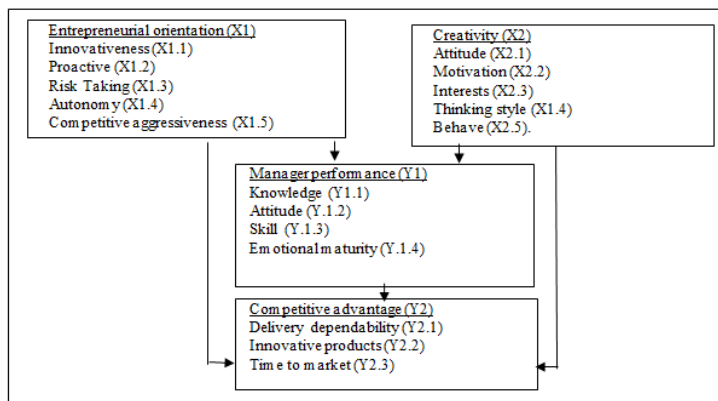 Entrepreneurial orientation (X1)
Innovativeness (X1.1)
Proactive (X1.2)
Risk Taking (X1.3)
Autonomy (X1.4)
Competitive aggressiveness (X1.5)
Creativity (X2)
Attitude (X2.1)
Motivation (X2.2)
Interests (X2.3)
Thinking style (X1.4)
Behave (X2.5).
Manager performance (Y1)
Knowledge (Y1.1)
Attitude (Y.1.2)
Skill (Y.1.3)
Emotional maturity (Y.1.4)
Competitive advantage (Y2)
Delivery dependability (Y2.1)
Innovative products (Y2.2)
Time to market (Y2.3)